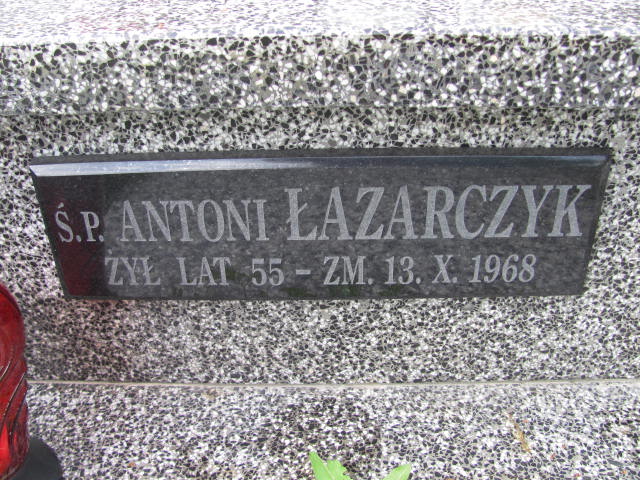 Ś.P. ANTONI ŁAZARCZYK
ŻYŁ LAT 55 – ZM. 13. X. 1968